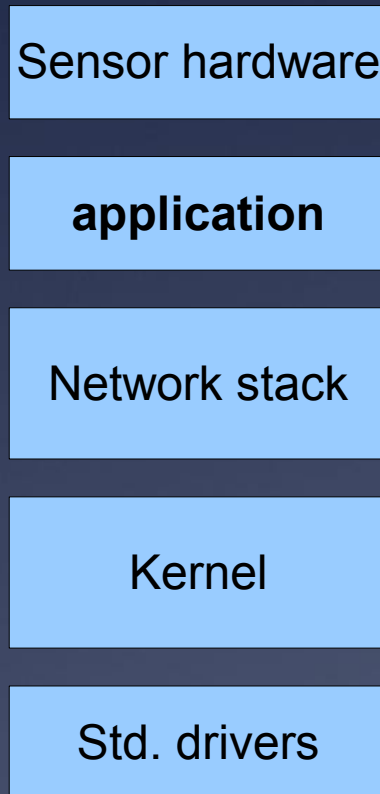 Sensor hardware
application
Network stack
Kernel
Std. drivers